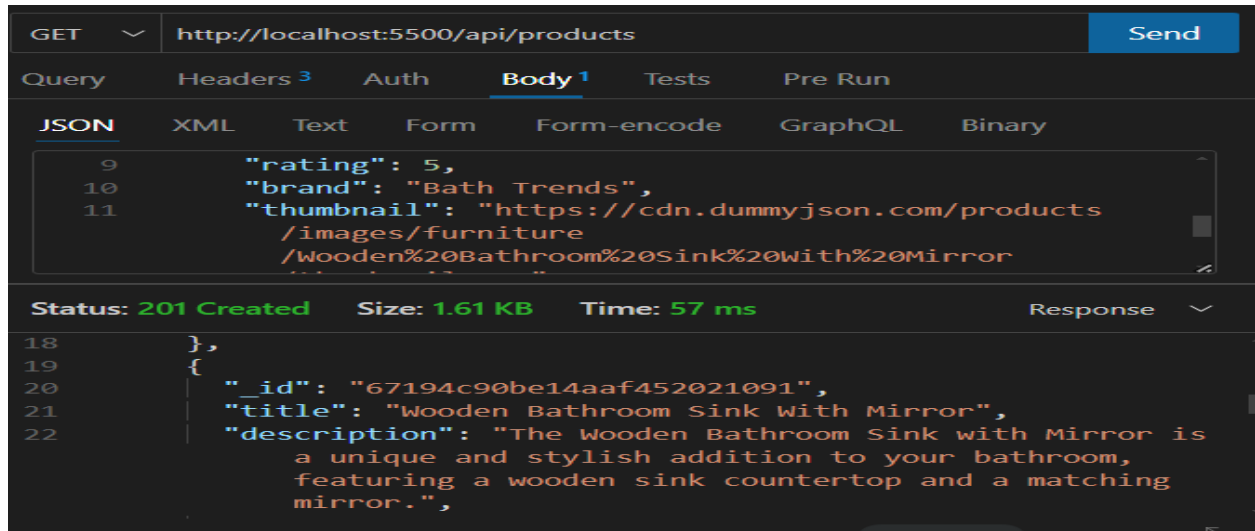 GET http://localhost:5500/api/products Send
Query Headers 3 Auth Body 1 Tests Pre Run
JSON XML Text Form Form-encode GraphQL Binary
9 "rating": 5,
10 "brand": "Bath Trends",
11 "thumbnail": "https://cdn.dummyjson.com/products
/images/furniture
/Wooden%20Bathroom%20Sink%20With%20Mirror
Status: 201 Created Size: 1.61 KB Time: 57 ms Response
18 },
19 {
20 "_id": "67194c90be14aaf452021091",
21 "title": "Wooden Bathroom Sink With Mirror",
22 "description": "The Wooden Bathroom Sink with Mirror is
a unique and stylish addition to your bathroom,
featuring a wooden sink countertop and a matching
mirror.",